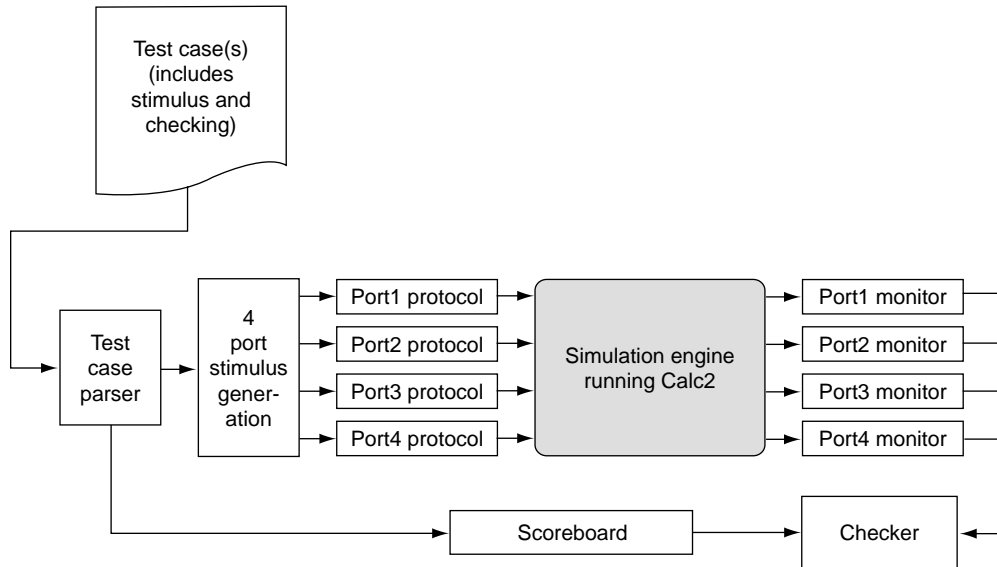 Test case(s)
(includes
stimulus and
checking)
Test
case
parser
4
port
stimulus
gener-
ation
Port1 protocol
Port2 protocol
Port3 protocol
Port4 protocol
Simulation engine
running Calc2
Port1 monitor
Port2 monitor
Port3 monitor
Port4 monitor
Scoreboard
Checker